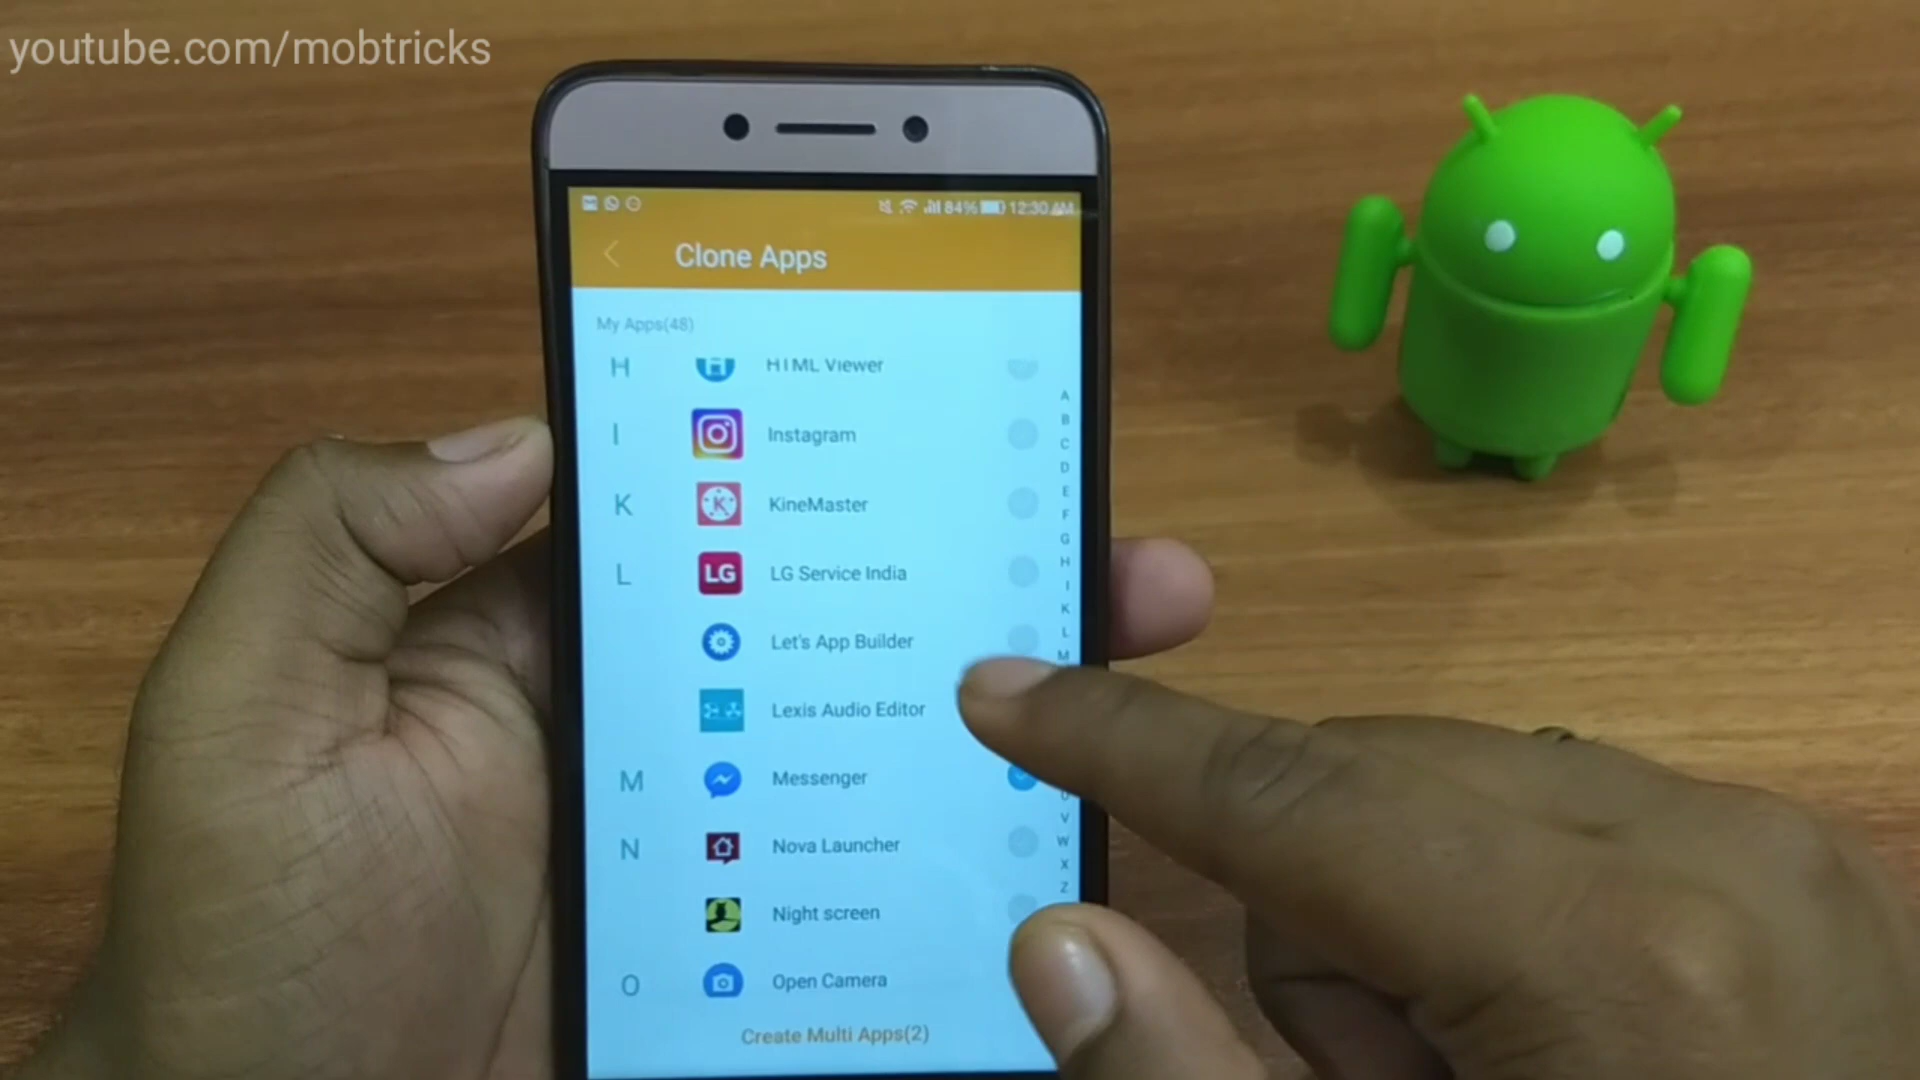 youtube.com/mobtricks
84% 12:30 AM
Clone Apps
My Apps(48)
H HTML Viewer
I Instagram
K KineMaster
L LG LG Service India
Let's App Builder
Lexis Audio Editor
M Messenger
N Nova Launcher
Night screen
O Open Camera
Create Multi Apps(2)
A
B
C
D
E
F
G
H
I
K
L
M
U
V
W
X
Z